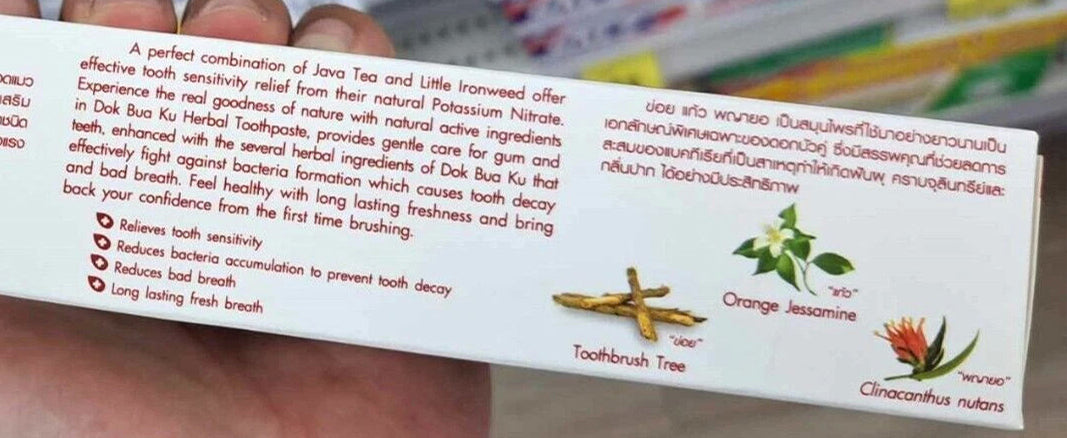 A perfect combination of Java Tea and Little Ironweed offer
effective tooth sensitivity relief from their natural Potassium Nitrate.
Experience the real goodness of nature with natural active ingredients
in Dok Bua Ku Herbal Toothpaste, provides gentle care for gum and
teeth, enhanced with the several herbal ingredients of Dok Bua Ku that
effectively fight against bacteria formation which causes tooth decay
and bad breath. Feel healthy with long lasting freshness and bring
back your confidence from the first time brushing.
Relieves tooth sensitivity
Reduces bacteria accumulation to prevent tooth decay
Reduces bad breath
Long lasting fresh breath
ข่อย แก้ว พญายอ เป็นสมุนไพรที่ใช้มาอย่างยาวนานเป็น
เอกลักษณ์พิเศษเฉพาะของดอกบัวคู่ ซึ่งมีสรรพคุณที่ช่วยลดการ
สะสมของแบคทีเรียที่เป็นสาเหตุทำให้เกิดฟันผุ คราบจุลินทรีย์และ
กลิ่นปาก ได้อย่างมีประสิทธิภาพ
"แก้ว"
Orange Jessamine
"ข่อย"
Toothbrush Tree
"พญายอ"
Clinacanthus nutans